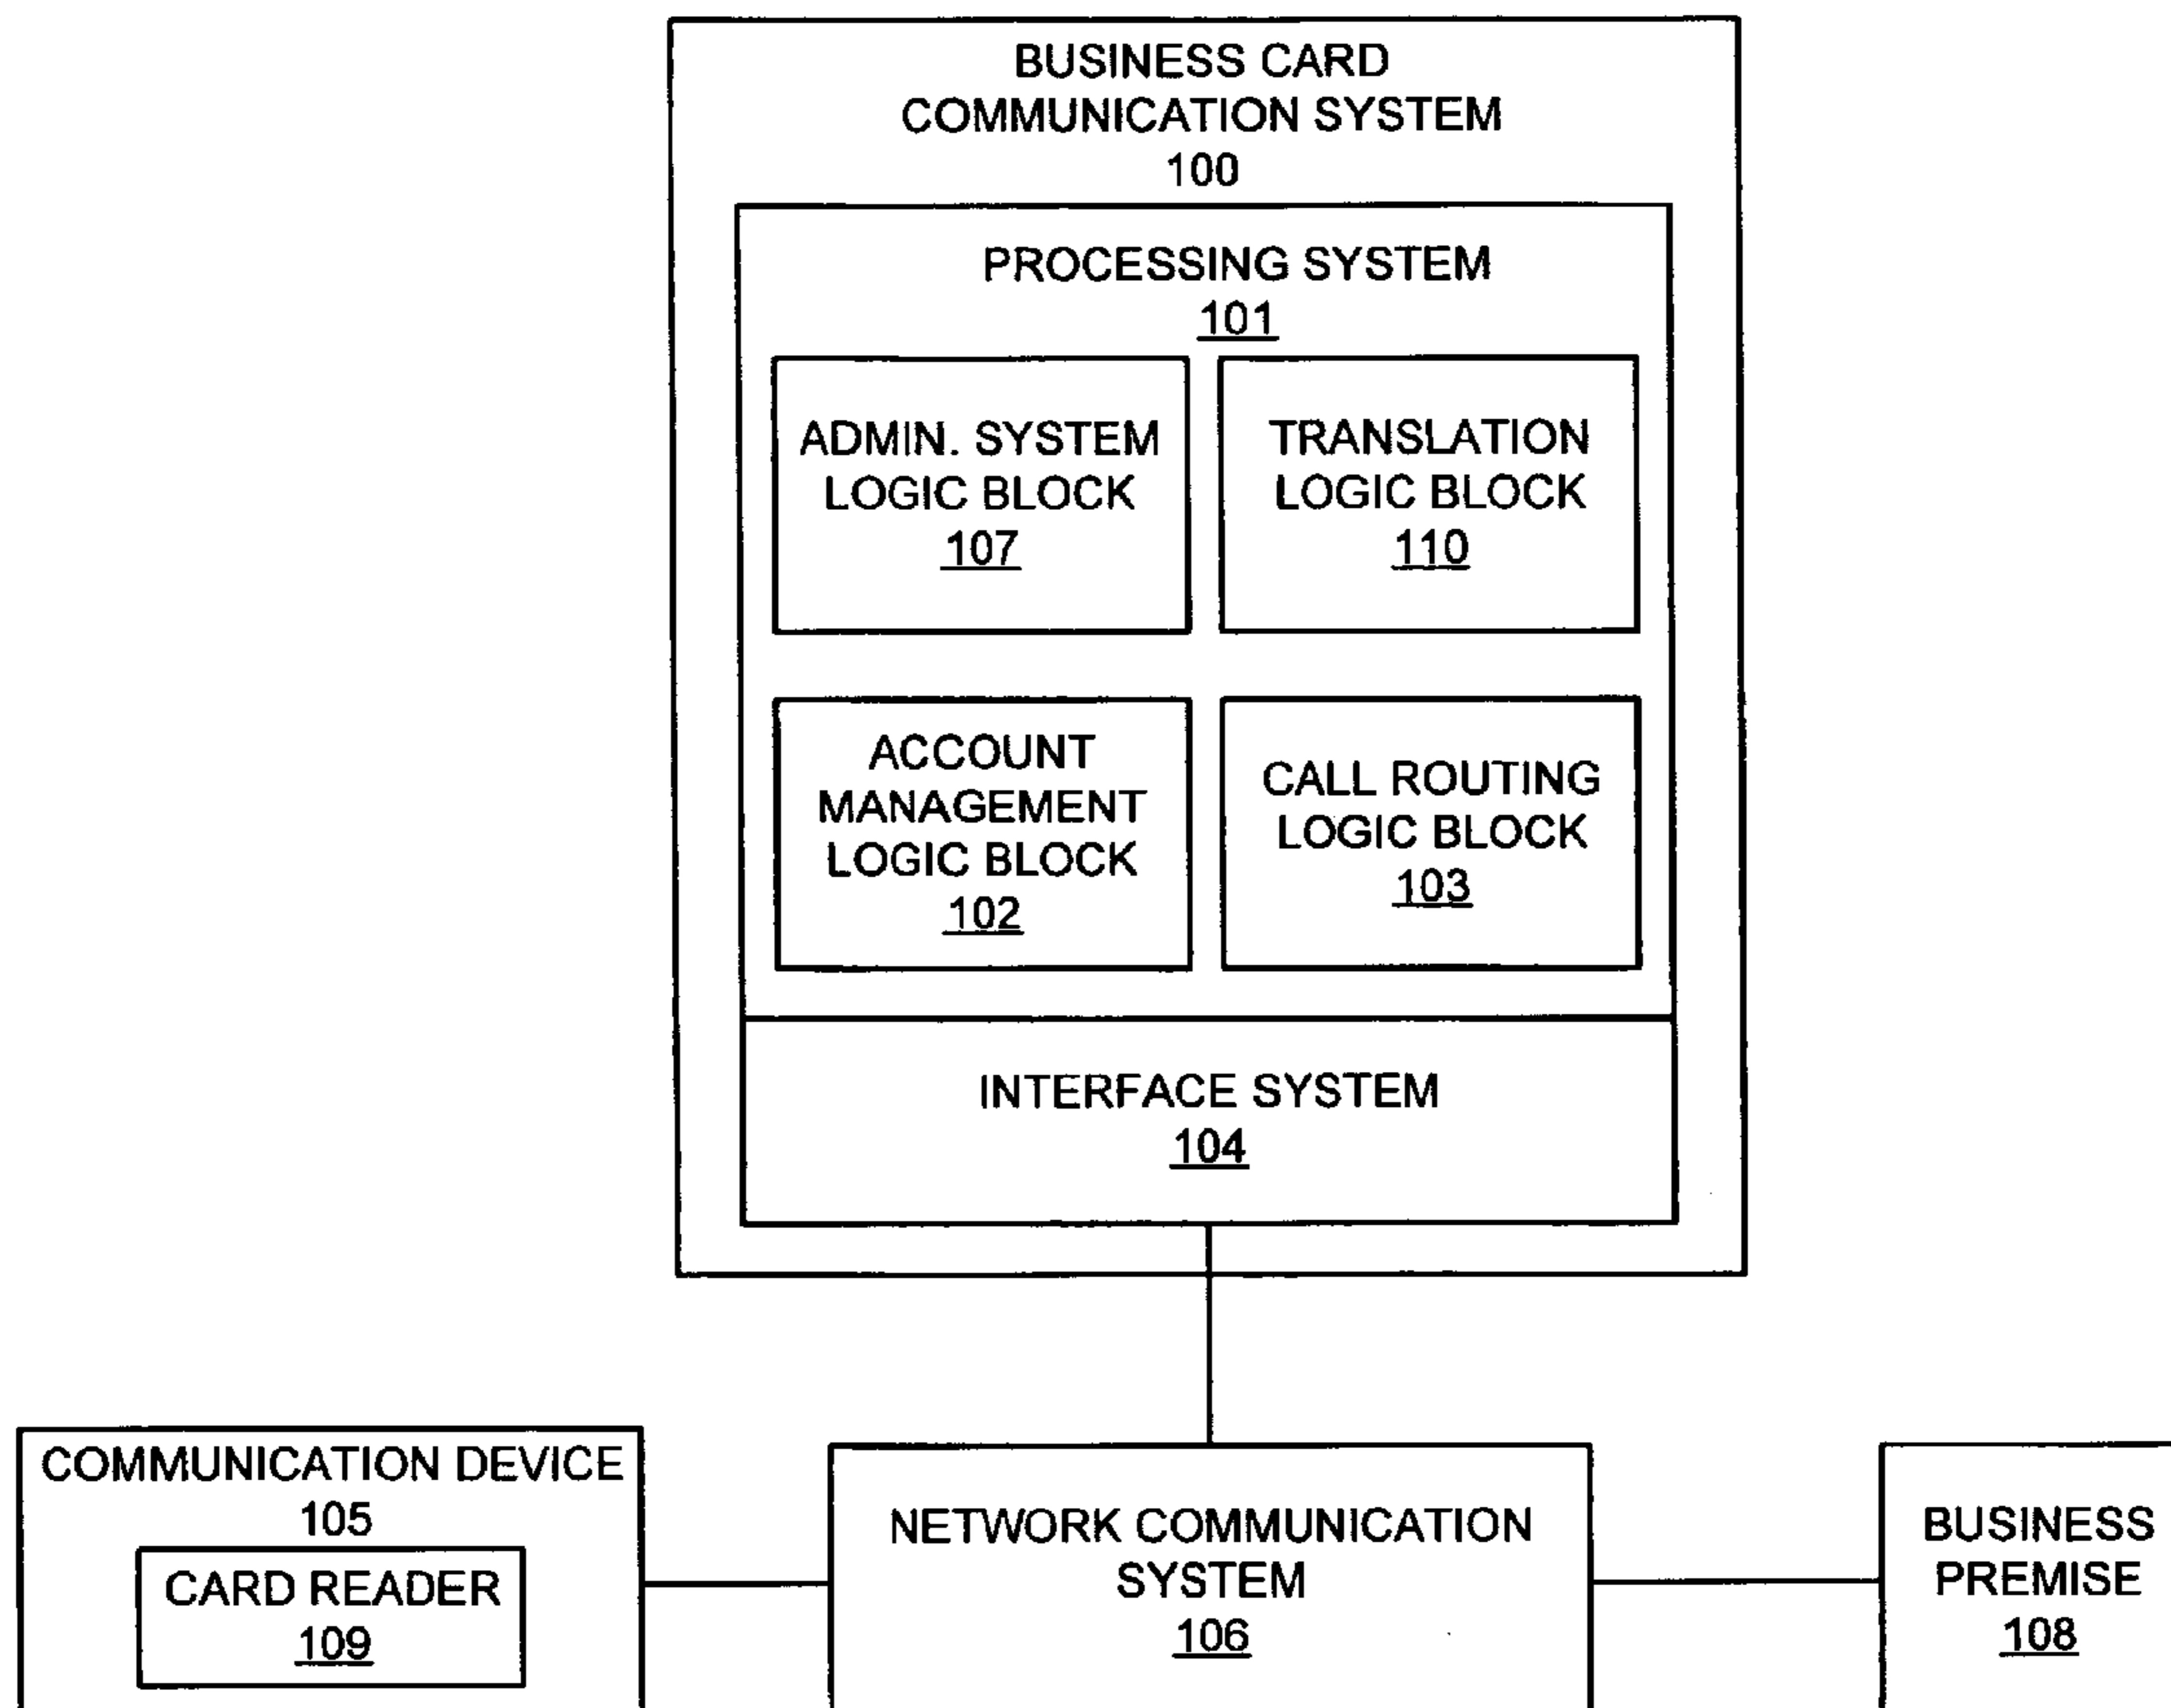 BUSINESS CARD
COMMUNICATION SYSTEM
100
PROCESSING SYSTEM
101
ADMIN. SYSTEM
LOGIC BLOCK
107
TRANSLATION
LOGIC BLOCK
110
ACCOUNT
MANAGEMENT
LOGIC BLOCK
102
CALL ROUTING
LOGIC BLOCK
103
INTERFACE SYSTEM
104
COMMUNICATION DEVICE
105
CARD READER
109
NETWORK COMMUNICATION
SYSTEM
106
BUSINESS
PREMISE
108